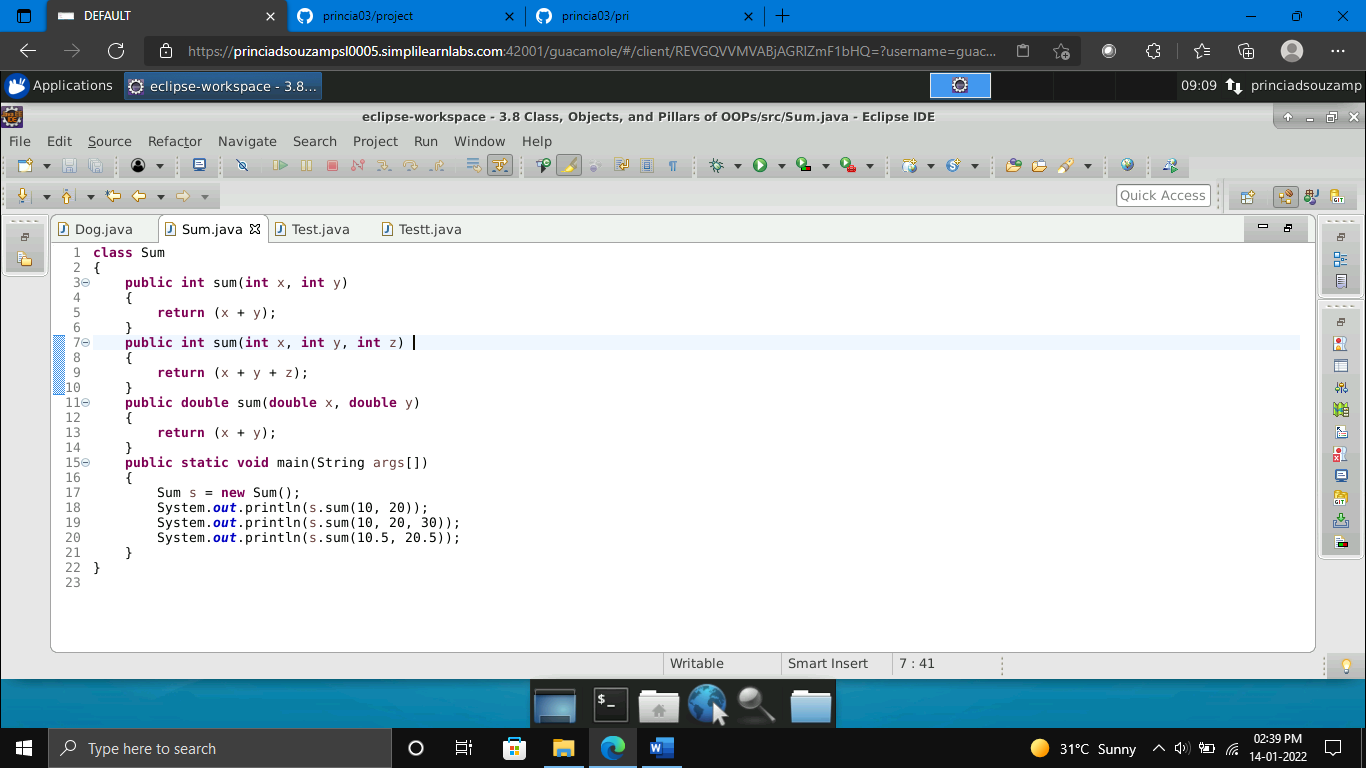 DEFAULT
princia03/project
princia03/pri
https://princiadsouzampsl0005.simplilearnlabs.com:42001/guacamole/#/client/REVGQVVMVABjAGRlZmF1bHQ=?username=guac...
Applications
eclipse-workspace - 3.8...
09:09
princiadsouzamp
eclipse-workspace - 3.8 Class, Objects, and Pillars of OOPs/src/Sum.java - Eclipse IDE
File Edit Source Refactor Navigate Search Project Run Window Help
Quick Access
Dog.java
Sum.java
Test.java
Testt.java
1 class Sum
2 {
3 public int sum(int x, int y)
4 {
5 return (x + y);
6 }
7 public int sum(int x, int y, int z)
8 {
9 return (x + y + z);
10 }
11 public double sum(double x, double y)
12 {
13 return (x + y);
14 }
15 public static void main(String args[])
16 {
17 Sum s = new Sum();
18 System.out.println(s.sum(10, 20));
19 System.out.println(s.sum(10, 20, 30));
20 System.out.println(s.sum(10.5, 20.5));
21 }
22 }
23
Writable
Smart Insert
7 : 41
Type here to search
31°C Sunny
02:39 PM
14-01-2022